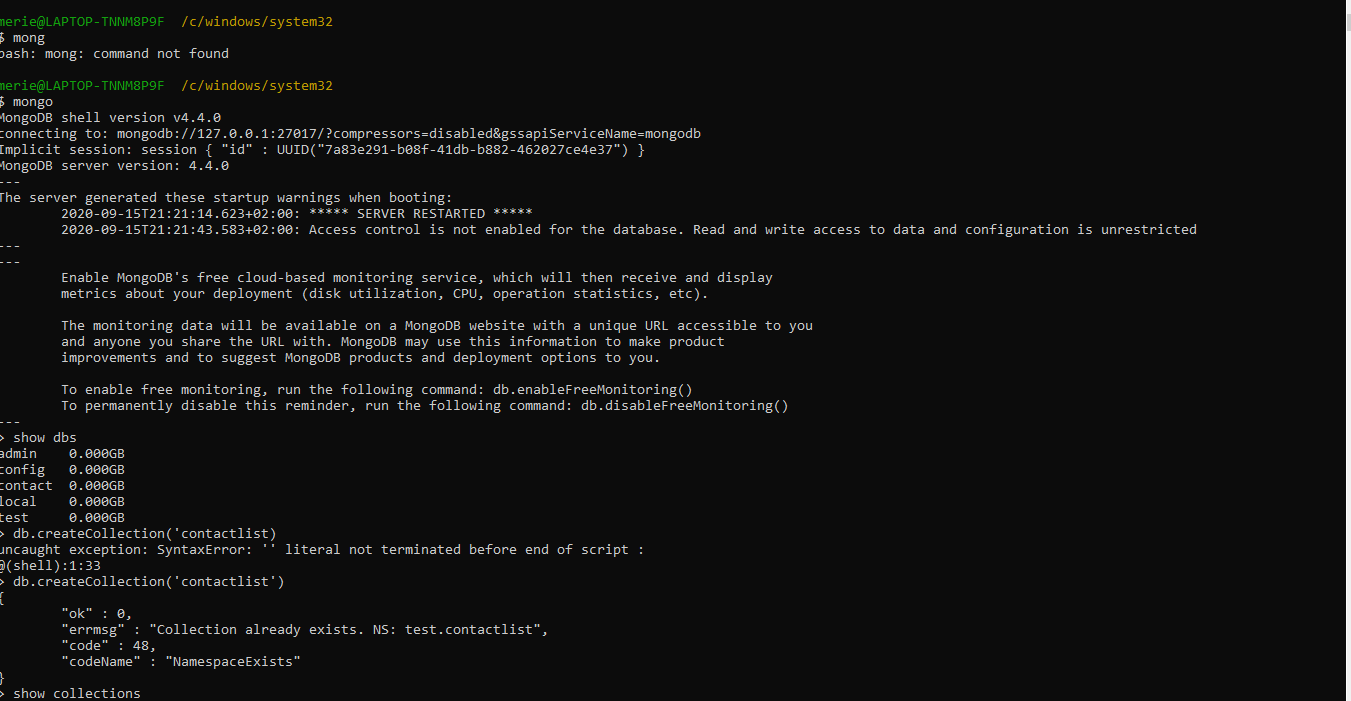 merie@LAPTOP-TNNM8P9F  /c/windows/system32
$ mong
bash: mong: command not found
merie@LAPTOP-TNNM8P9F  /c/windows/system32
$ mongo
MongoDB shell version v4.4.0
connecting to: mongodb://127.0.0.1:27017/?compressors=disabled&gssapiServiceName=mongodb
Implicit session: session { "id" : UUID("7a83e291-b08f-41db-b882-462027ce4e37") }
MongoDB server version: 4.4.0
---
The server generated these startup warnings when booting:
        2020-09-15T21:21:14.623+02:00: ***** SERVER RESTARTED *****
        2020-09-15T21:21:43.583+02:00: Access control is not enabled for the database. Read and write access to data and configuration is unrestricted
---
---
        Enable MongoDB's free cloud-based monitoring service, which will then receive and display
        metrics about your deployment (disk utilization, CPU, operation statistics, etc).
        The monitoring data will be available on a MongoDB website with a unique URL accessible to you
        and anyone you share the URL with. MongoDB may use this information to make product
        improvements and to suggest MongoDB products and deployment options to you.
        To enable free monitoring, run the following command: db.enableFreeMonitoring()
        To permanently disable this reminder, run the following command: db.disableFreeMonitoring()
---
> show dbs
admin    0.000GB
config   0.000GB
contact  0.000GB
local    0.000GB
test     0.000GB
> db.createCollection('contactlist)
uncaught exception: SyntaxError: '' literal not terminated before end of script :
@(shell):1:33
> db.createCollection('contactlist')
{
        "ok" : 0,
        "errmsg" : "Collection already exists. NS: test.contactlist",
        "code" : 48,
        "codeName" : "NamespaceExists"
}
> show collections